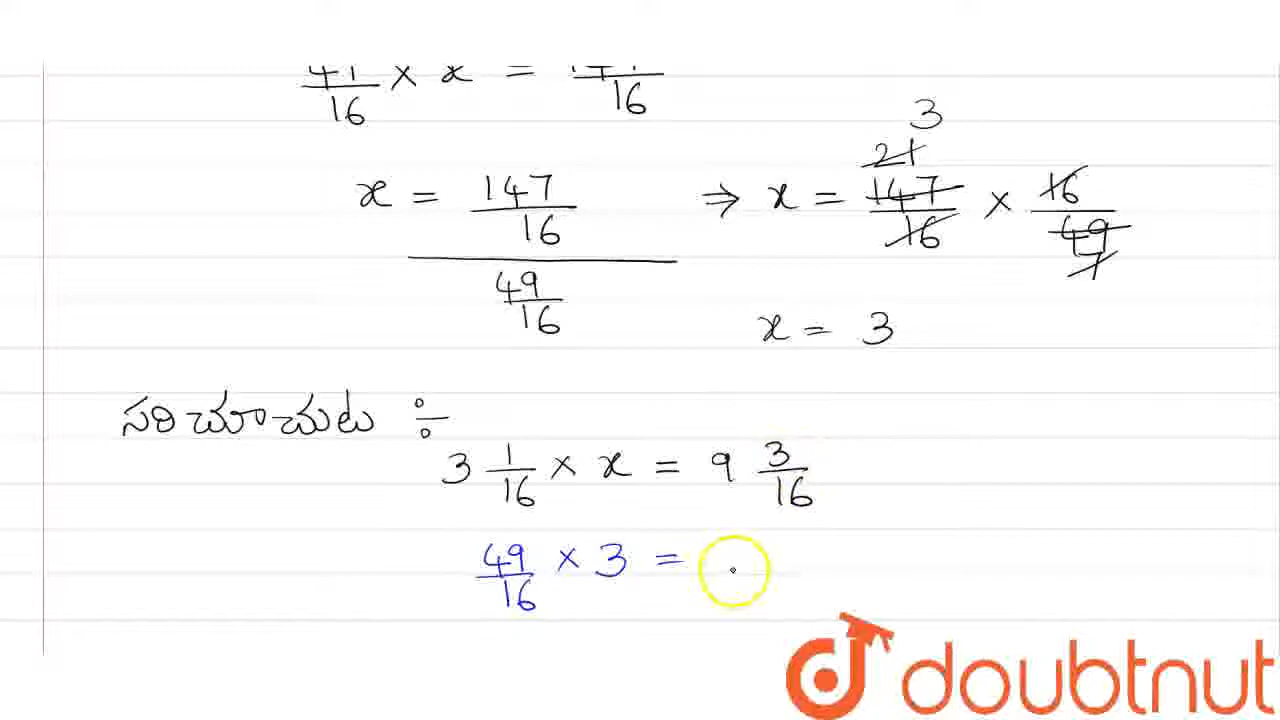 /16 × x = /16
3
21
x = 147/16 / 49/16 ⇒ x = 147/16 × 16/49
7
x = 3
సరిచూచుట ÷
3 1/16 × x = 9 3/16
49/16 × 3 =
doubtnut